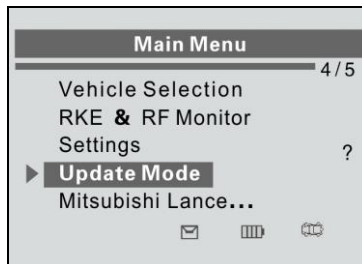 Main Menu
4/5
Vehicle Selection
RKE & RF Monitor
Settings
?
Update Mode
Mitsubishi Lance...